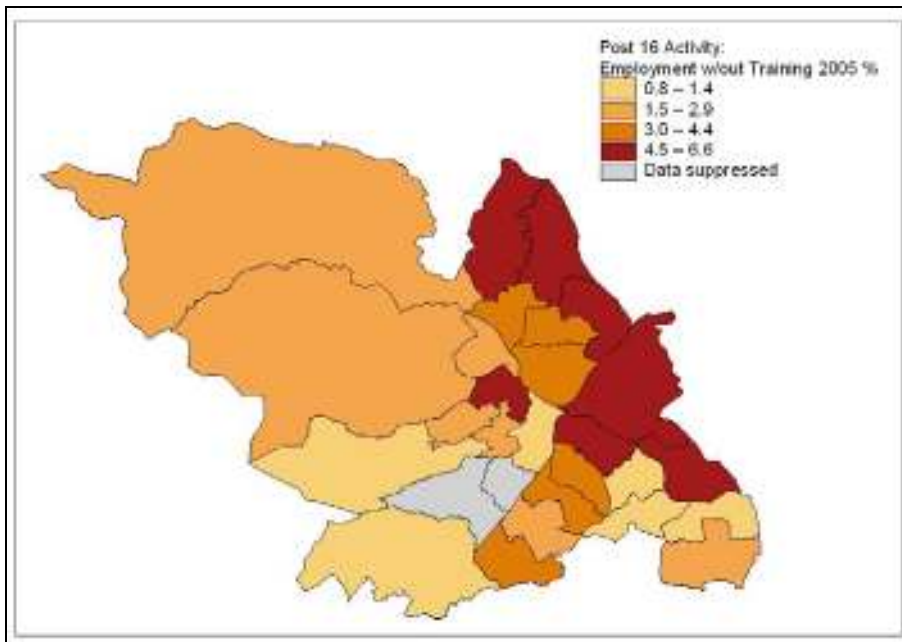 Post 16 Activity:
Employment w/out Training 2005 %
0.8 – 1.4
1.5 – 2.9
3.0 – 4.4
4.5 – 6.6
Data suppressed